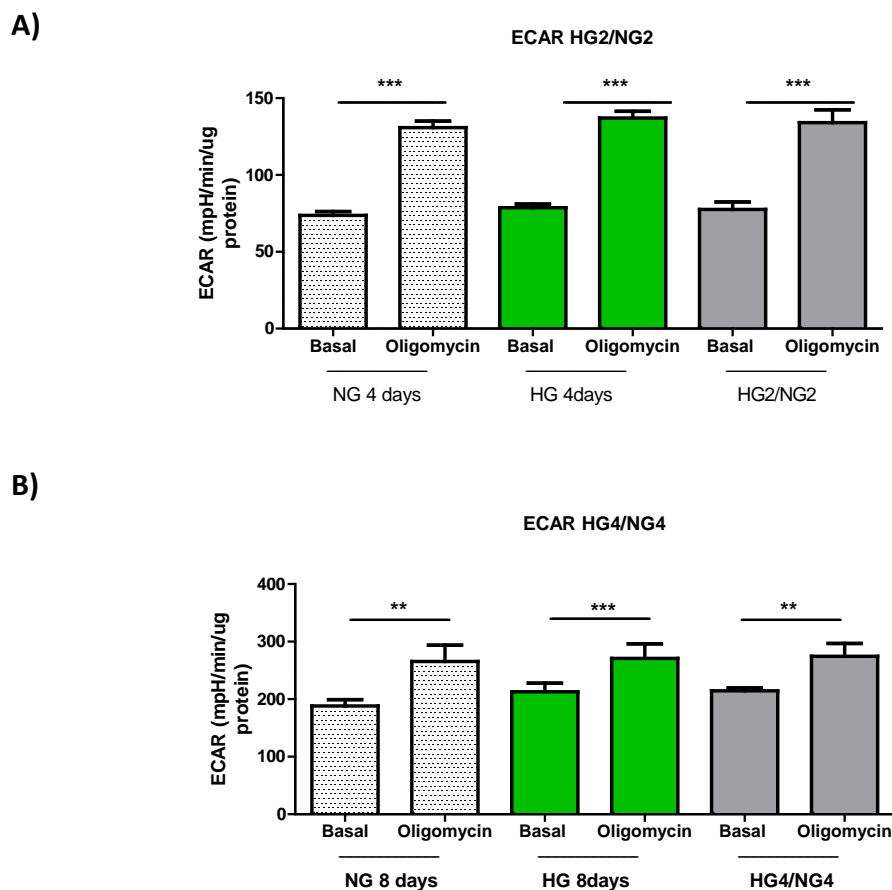 A)
ECAR HG2/NG2
***
***
***
ECAR (mpH/min/ug
protein)
150
100
50
0
Basal
Oligomycin
Basal
Oligomycin
Basal
Oligomycin
NG 4 days
HG 4days
HG2/NG2
B)
ECAR HG4/NG4
**
***
**
ECAR (mpH/min/ug
protein)
400
300
200
100
0
Basal
Oligomycin
Basal
Oligomycin
Basal
Oligomycin
NG 8 days
HG 8days
HG4/NG4